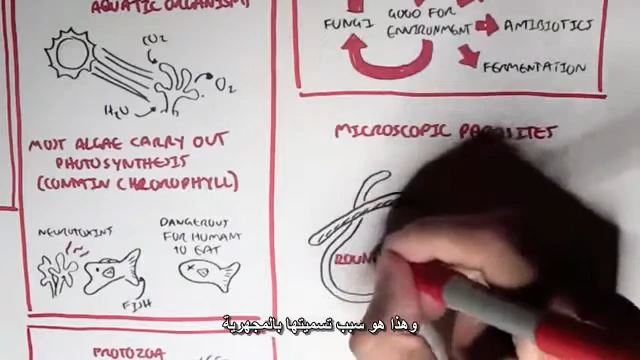 AQUATIC ORGANISMS
CO2
O2
H2O
MOST ALGAE CARRY OUT
PHOTOSYNTHESIS
(CONTAIN CHLOROPHYLL)
NEUROTOXINS
FISH
DANGEROUS
FOR HUMANS
TO EAT
PROTOZOA
FUNGI
GOOD FOR
ENVIRONMENT
ANTIBIOTICS
FERMENTATION
MICROSCOPIC PARASITES
ROUN
وهذا هو سبب تسميتها بالمجهرية